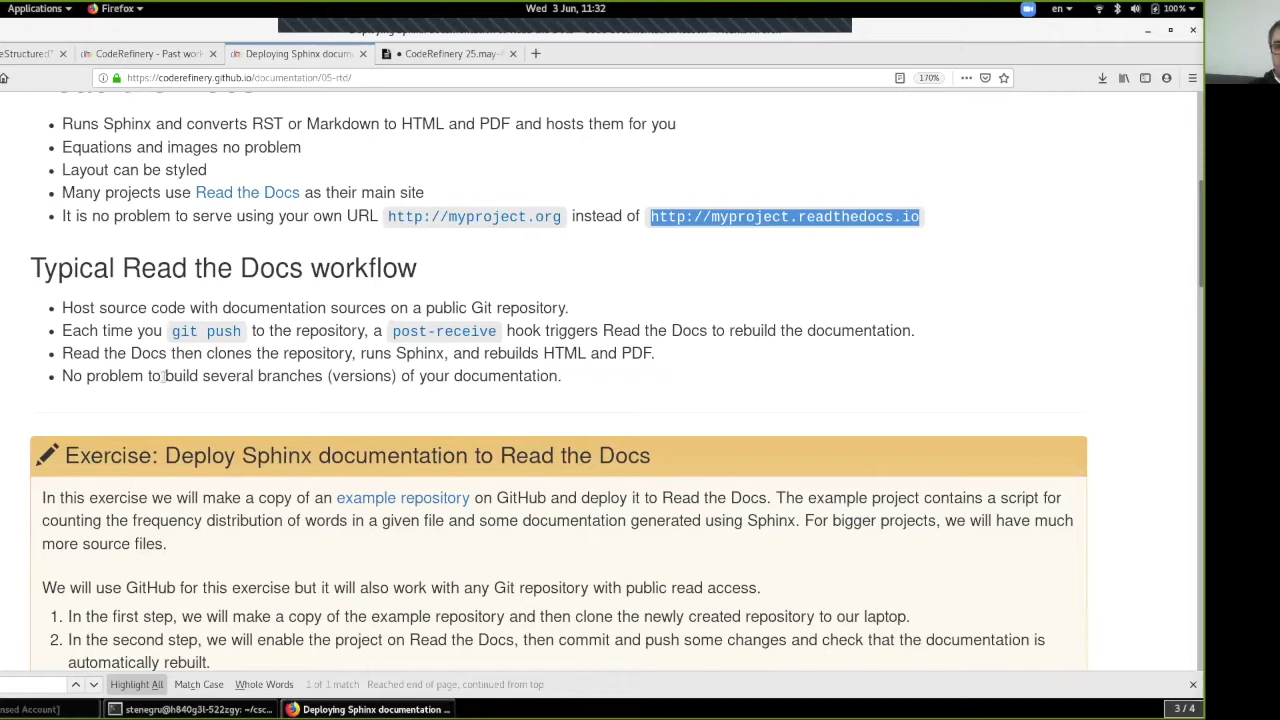 Applications
Firefox
Wed 3 Jun, 11:32
en
100%
CodeRefinery - Past wor
Deploying Sphinx docum
CodeRefinery 25.may-
https://coderefinery.github.io/documentation/05-rtd/
170%
Runs Sphinx and converts RST or Markdown to HTML and PDF and hosts them for you
Equations and images no problem
Layout can be styled
Many projects use Read the Docs as their main site
It is no problem to serve using your own URL http://myproject.org instead of http://myproject.readthedocs.io
Typical Read the Docs workflow
Host source code with documentation sources on a public Git repository.
Each time you git push to the repository, a post-receive hook triggers Read the Docs to rebuild the documentation.
Read the Docs then clones the repository, runs Sphinx, and rebuilds HTML and PDF.
No problem to build several branches (versions) of your documentation.
Exercise: Deploy Sphinx documentation to Read the Docs
In this exercise we will make a copy of an example repository on GitHub and deploy it to Read the Docs. The example project contains a script for
counting the frequency distribution of words in a given file and some documentation generated using Sphinx. For bigger projects, we will have much
more source files.
We will use GitHub for this exercise but it will also work with any Git repository with public read access.
1. In the first step, we will make a copy of the example repository and then clone the newly created repository to our laptop.
2. In the second step, we will enable the project on Read the Docs, then commit and push some changes and check that the documentation is
automatically rebuilt.
Highlight All
Match Case
Whole Words
1 of 1 match
Reached end of page, continued from top
nsed Account]
stenegru@h840g3l-522zgy: ~/csc...
Deploying Sphinx documentation ...
3 / 4